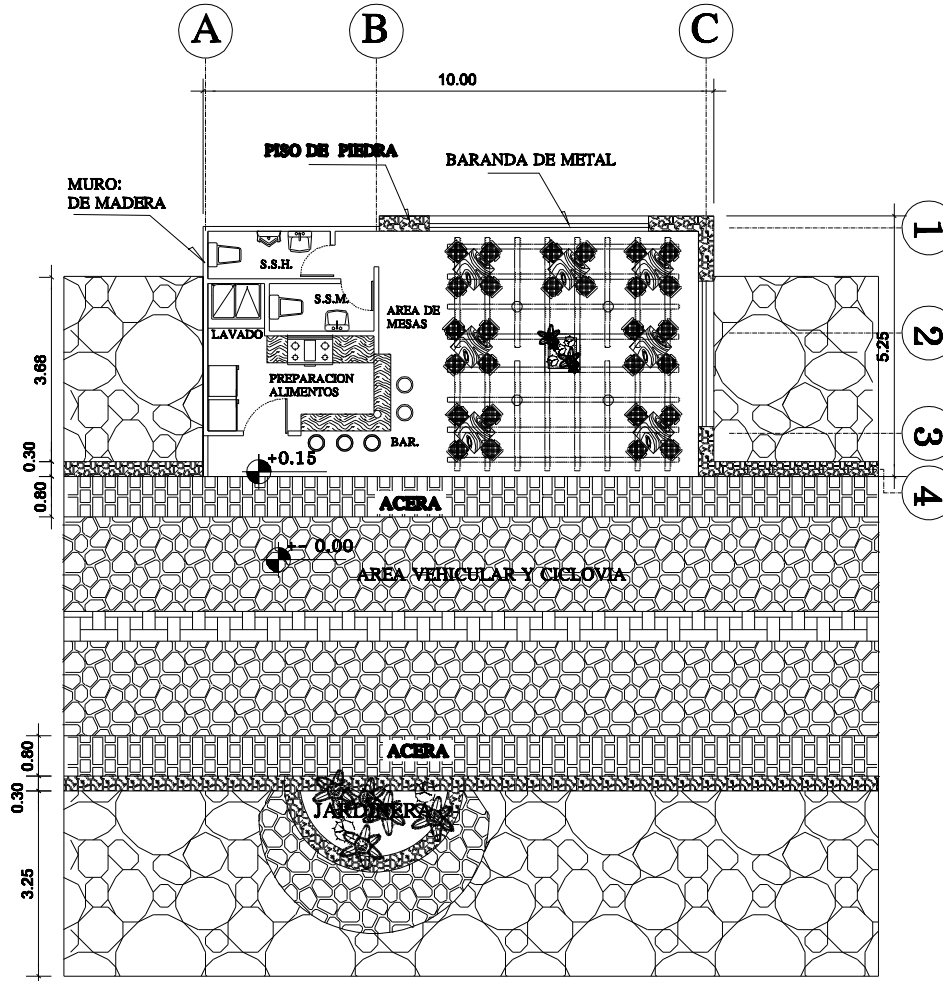 A
B
C
10.00
PISO DE PIEDRA
BARANDA DE METAL
MURO:
DE MADERA
1
S.S.H.
S.S.M.
AREA DE
MESAS
LAVADO
2
5.25
3.68
PREPARACION
ALIMENTOS
BAR.
3
+0.15
0.30
4
0.80
ACERA
+- 0.00
AREA VEHICULAR Y CICLOVIA
0.80
ACERA
0.30
JARDINERA
3.25